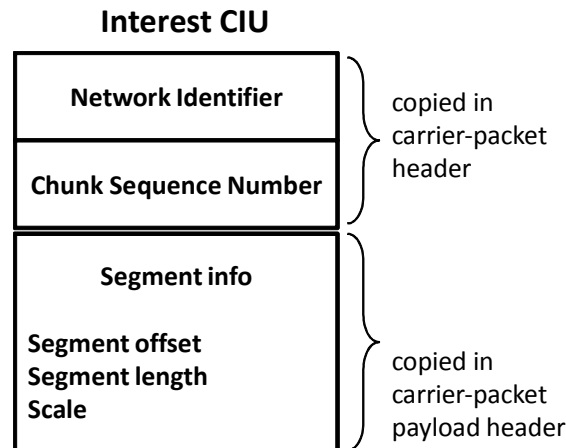 Interest CIU
Network Identifier
copied in
carrier-packet
header
Chunk Sequence Number
Segment info
Segment offset
Segment length
Scale
copied in
carrier-packet
payload header